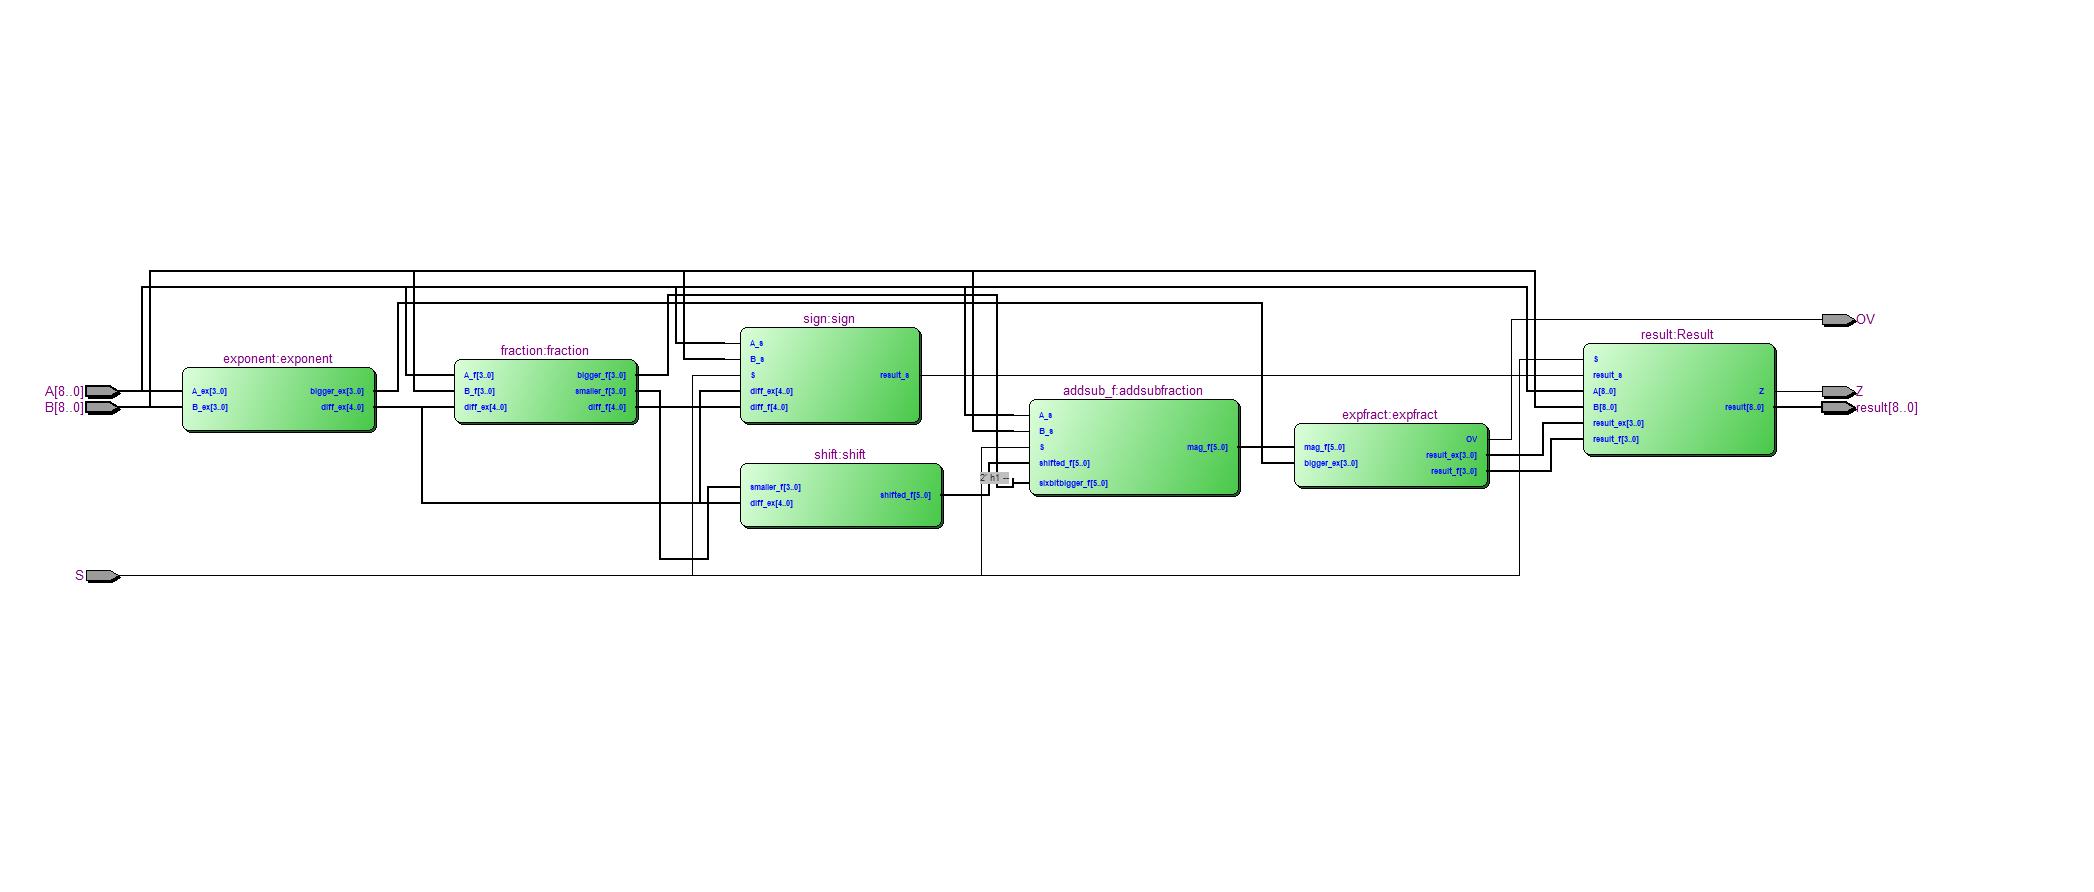 A[8..0]
B[8..0]
S
exponent:exponent
A_ex[3..0]
B_ex[3..0]
bigger_ex[3..0]
diff_ex[4..0]
fraction:fraction
A_f[3..0]
B_f[3..0]
diff_ex[4..0]
bigger_f[3..0]
smaller_f[3..0]
diff_f[4..0]
sign:sign
A_s
B_s
S
diff_ex[4..0]
diff_f[4..0]
result_s
shift:shift
smaller_f[3..0]
diff_ex[4..0]
shifted_f[5..0]
2' h1 --
addsub_f:addsubfraction
A_s
B_s
S
shifted_f[5..0]
sixbitbigger_f[5..0]
mag_f[5..0]
expfract:expfract
mag_f[5..0]
bigger_ex[3..0]
OV
result_ex[3..0]
result_f[3..0]
result:Result
S
result_s
A[8..0]
B[8..0]
result_ex[3..0]
result_f[3..0]
Z
result[8..0]
OV
Z
result[8..0]